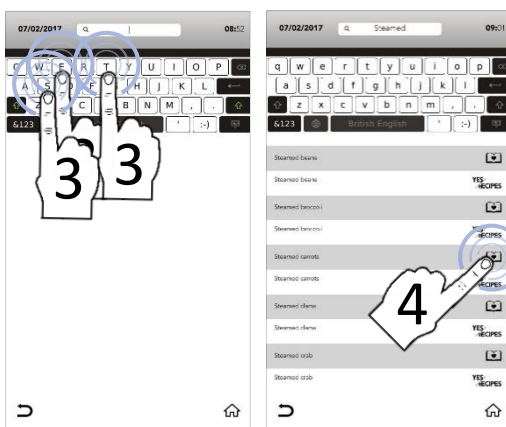 07/02/2017
08:52
Q W E R T Y U I O P
A S F H J K L
Z C B N M , .
&123 ' :-)
3 3
07/02/2017 Steamed 09:01
q w e r t y u i o p
a s d f g h j k l
z x c v b n m , .
&123 British English ' :-)
Steamed beans
Steamed beans YES-RECIPES
Steamed broccoli
Steamed broccoli
Steamed carrots
Steamed carrots
4
Steamed clams
Steamed clams YES-RECIPES
Steamed crab
Steamed crab YES-RECIPES